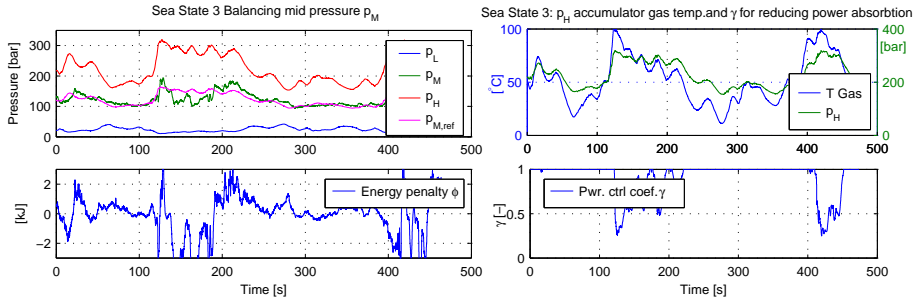 Sea State 3 Balancing mid pressure p_M
Pressure [bar]
300
200
100
0
p_L
p_M
p_H
p_M,ref
0 100 200 300 400 500
[kJ]
2
0
−2
Energy penalty ϕ
0 100 200 300 400 500
Time [s]
Sea State 3: p_H accumulator gas temp.and γ for reducing power absorbtion
[°C]
100
50
0
400
[bar]
200
0
T Gas
p_H
0 100 200 300 400 500
γ [−]
1
0.5
0
Pwr. ctrl coef.γ
0 100 200 300 400 500
Time [s]